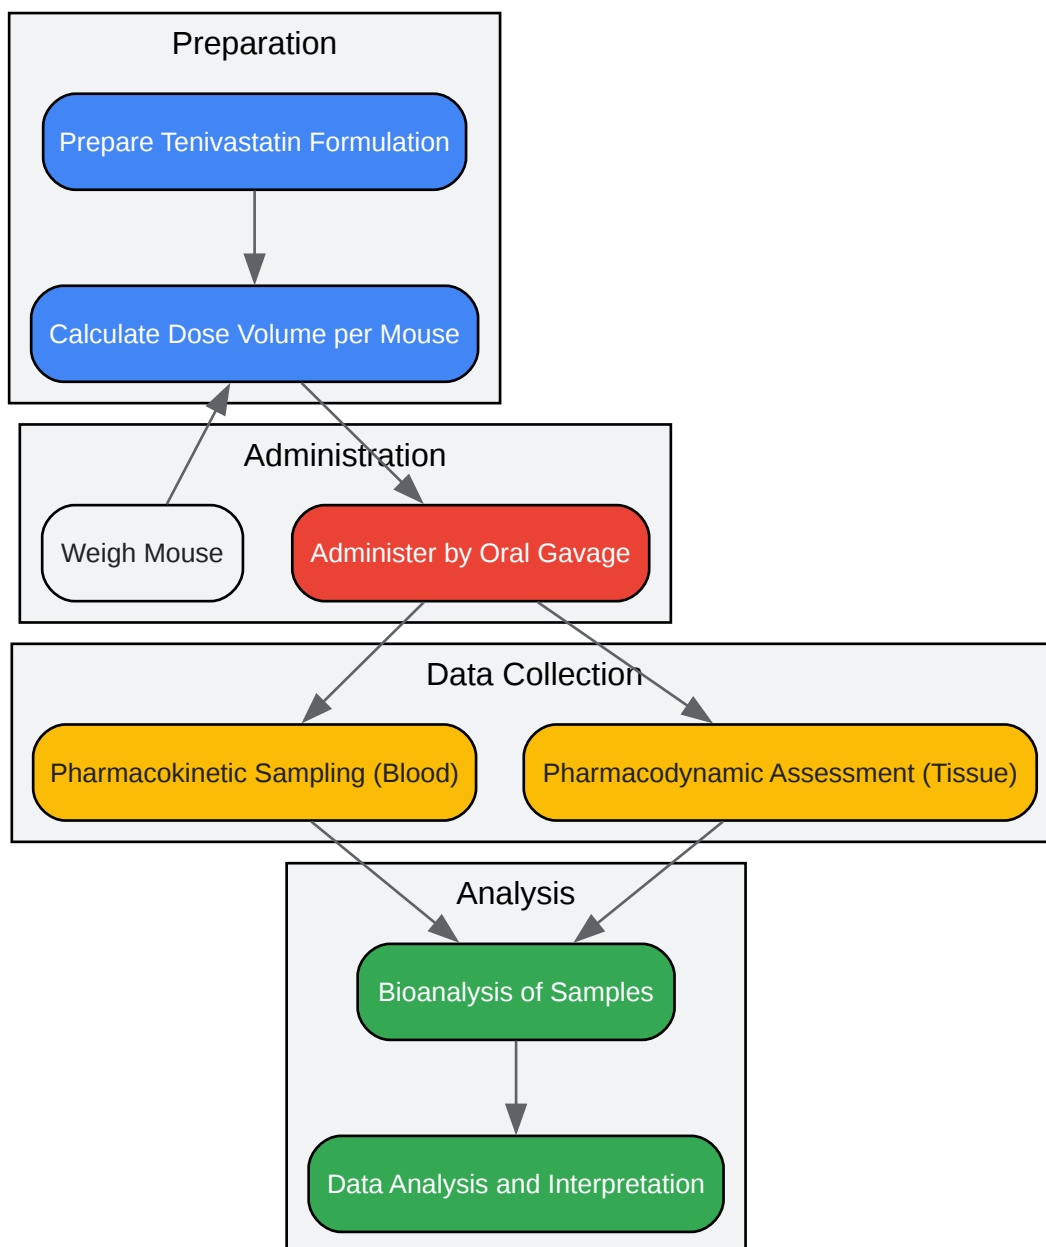 Preparation
Prepare Tenivastatin Formulation
Calculate Dose Volume per Mouse
Administration
Weigh Mouse
Administer by Oral Gavage
Data Collection
Pharmacokinetic Sampling (Blood)
Pharmacodynamic Assessment (Tissue)
Analysis
Bioanalysis of Samples
Data Analysis and Interpretation